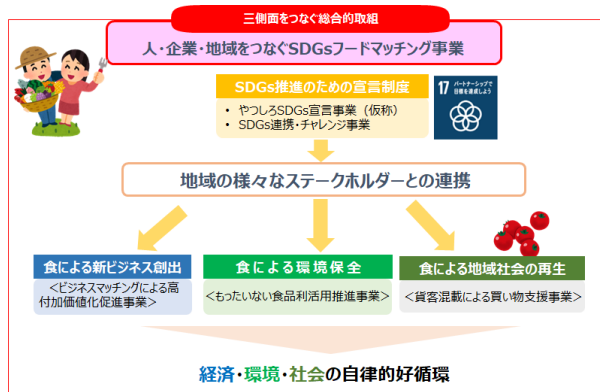 三側面をつなぐ総合的取組
人・企業・地域をつなぐSDGsフードマッチング事業
SDGs推進のための宣言制度
• やつしろSDGs宣言事業（仮称）
• SDGs連携・チャレンジ事業
17 パートナーシップで
目標を達成しよう
地域の様々なステークホルダーとの連携
食による新ビジネス創出
＜ビジネスマッチングによる高
付加価値化促進事業＞
食による環境保全
＜もったいない食品利活用推進事業＞
食による地域社会の再生
＜貨客混載による買い物支援事業＞
経済・環境・社会の自律的好循環